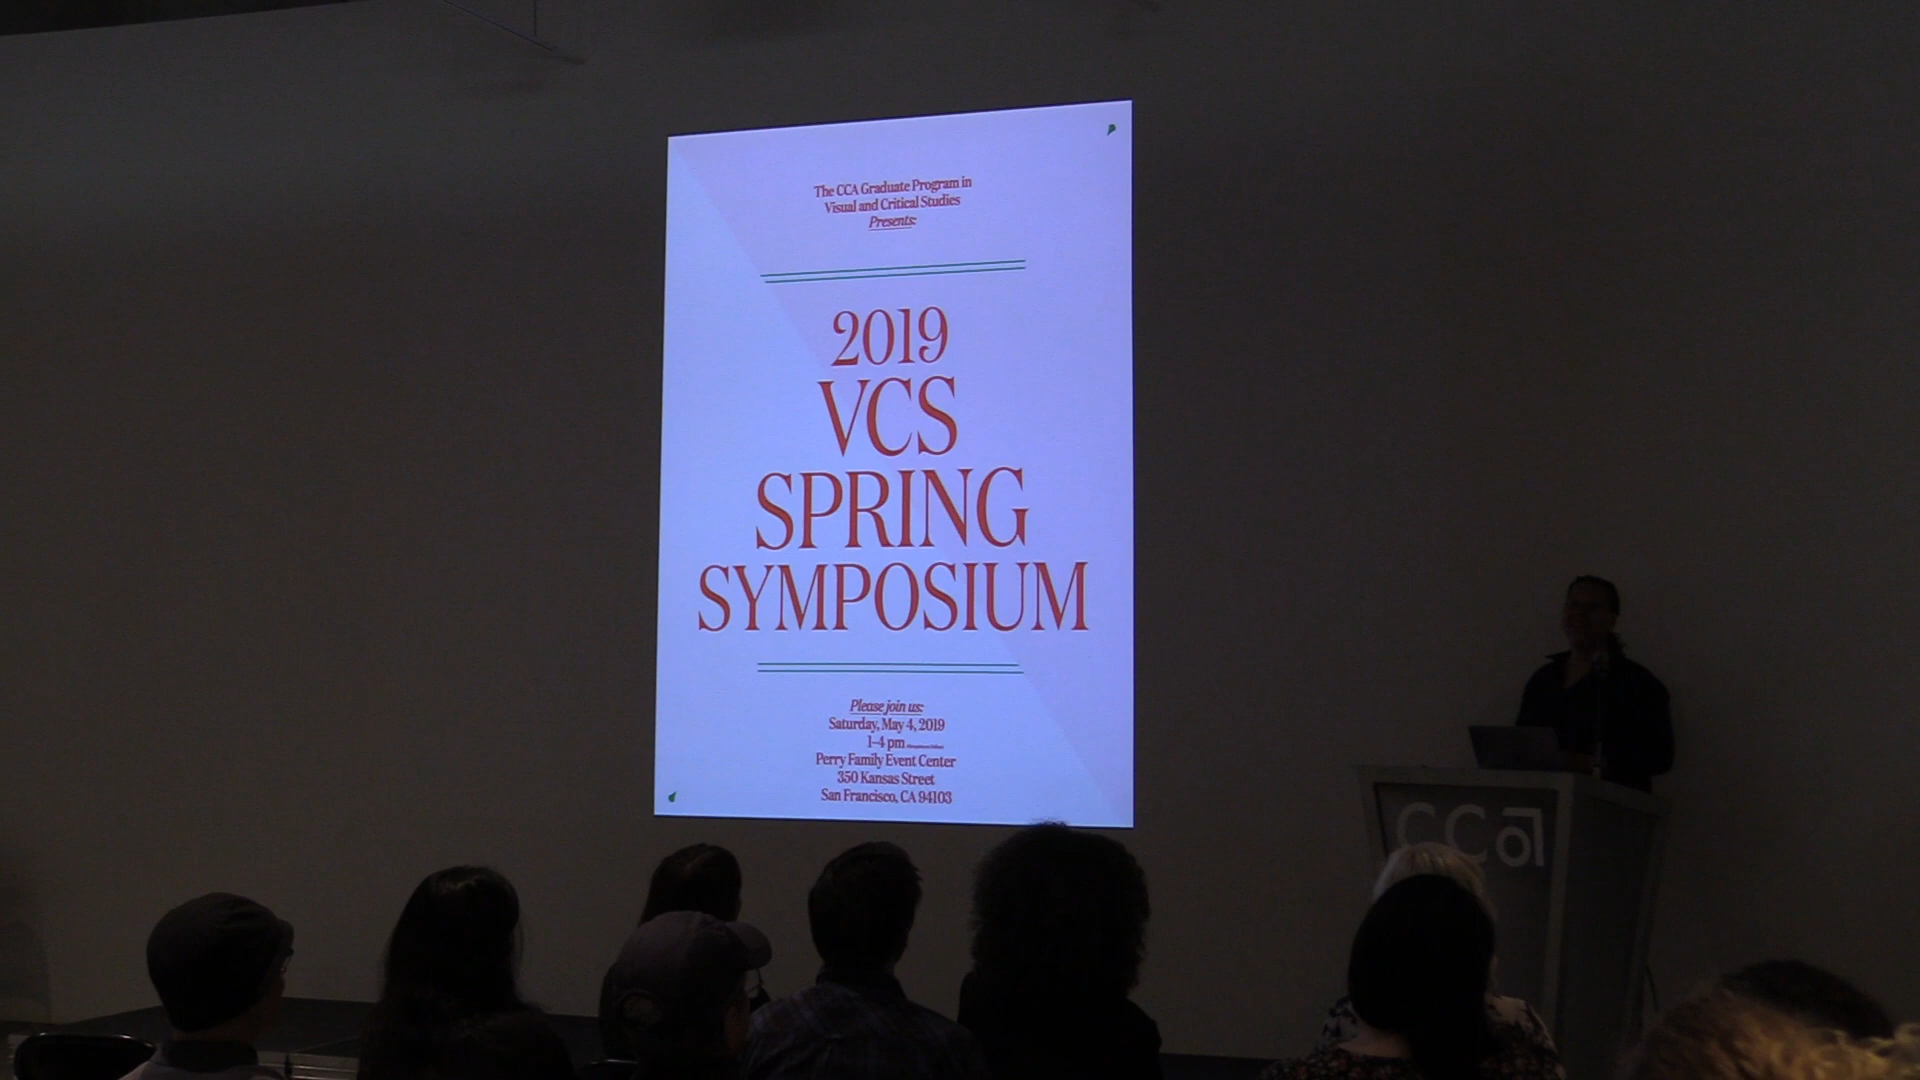 The CCA Graduate Program in
Visual and Critical Studies
Presents:
2019
VCS
SPRING
SYMPOSIUM
Please join us:
Saturday, May 4, 2019
1–4 pm
Perry Family Event Center
350 Kansas Street
San Francisco, CA 94103
CCa